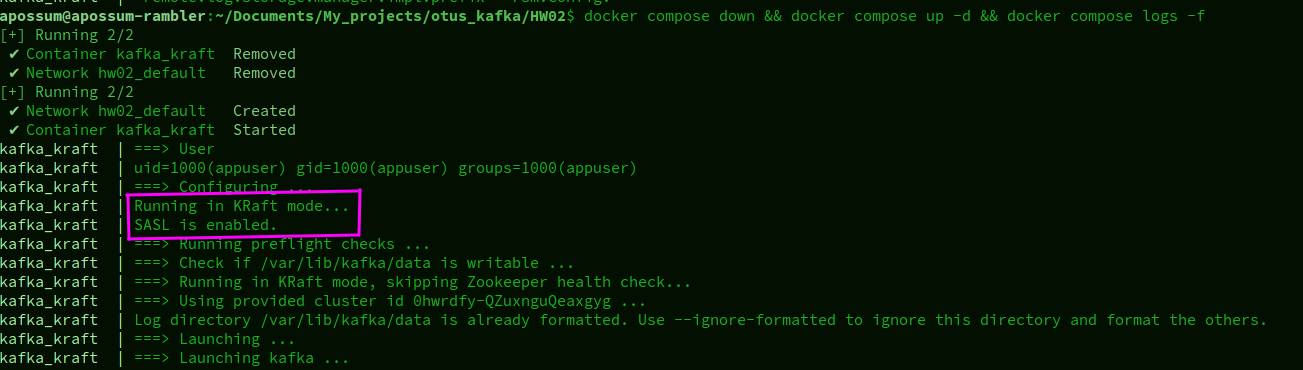 apossum@apossum-rambler:~/Documents/My_projects/otus_kafka/HW02$ docker compose down && docker compose up -d && docker compose logs -f
[+] Running 2/2
✔ Container kafka_kraft  Removed
✔ Network hw02_default   Removed
[+] Running 2/2
✔ Network hw02_default   Created
✔ Container kafka_kraft  Started
kafka_kraft  | ===> User
kafka_kraft  | uid=1000(appuser) gid=1000(appuser) groups=1000(appuser)
kafka_kraft  | ===> Configuring ...
kafka_kraft  | Running in KRaft mode...
kafka_kraft  | SASL is enabled.
kafka_kraft  | ===> Running preflight checks ...
kafka_kraft  | ===> Check if /var/lib/kafka/data is writable ...
kafka_kraft  | ===> Running in KRaft mode, skipping Zookeeper health check...
kafka_kraft  | ===> Using provided cluster id 0hwrdfy-QZuxnguQeaxgyg ...
kafka_kraft  | Log directory /var/lib/kafka/data is already formatted. Use --ignore-formatted to ignore this directory and format the others.
kafka_kraft  | ===> Launching ...
kafka_kraft  | ===> Launching kafka ...